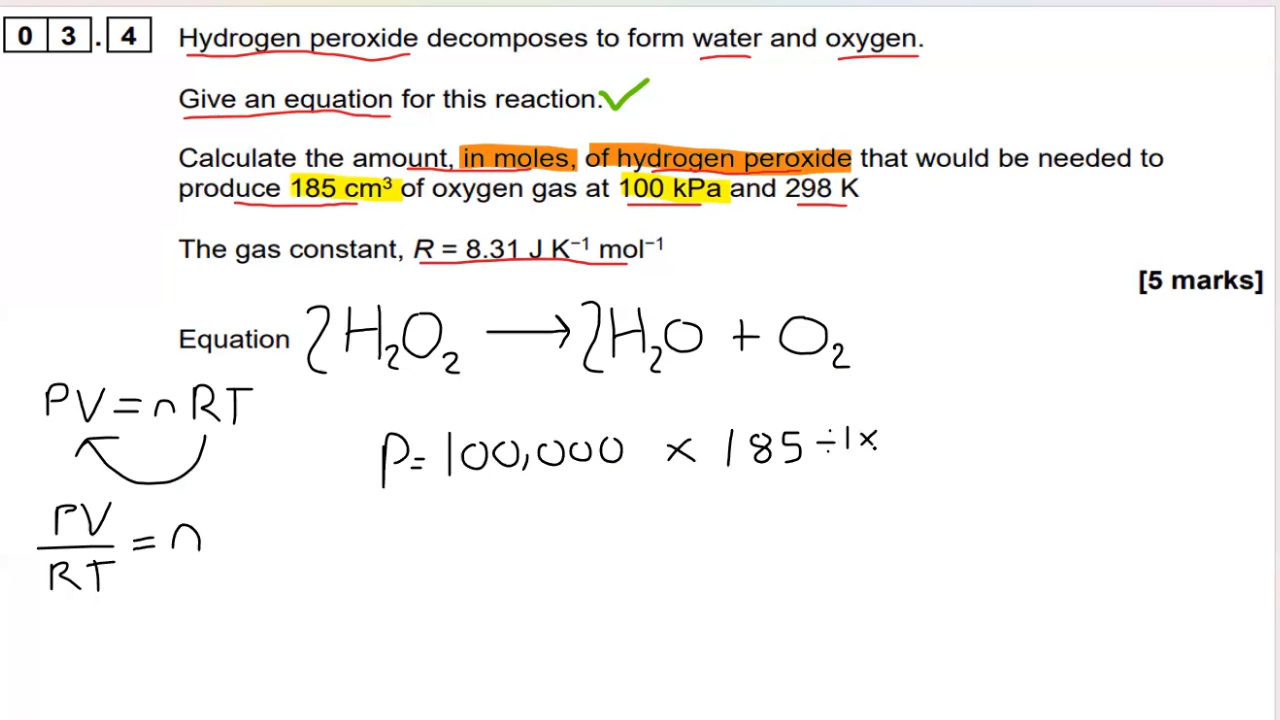 03.4 Hydrogen peroxide decomposes to form water and oxygen.
Give an equation for this reaction.
Calculate the amount, in moles, of hydrogen peroxide that would be needed to
produce 185 cm³ of oxygen gas at 100 kPa and 298 K
The gas constant, R = 8.31 J K⁻¹ mol⁻¹
[5 marks]
Equation 2H₂O₂ → 2H₂O + O₂
PV = nRT
P = 100,000 × 185 ÷ 1×
PV/RT = n